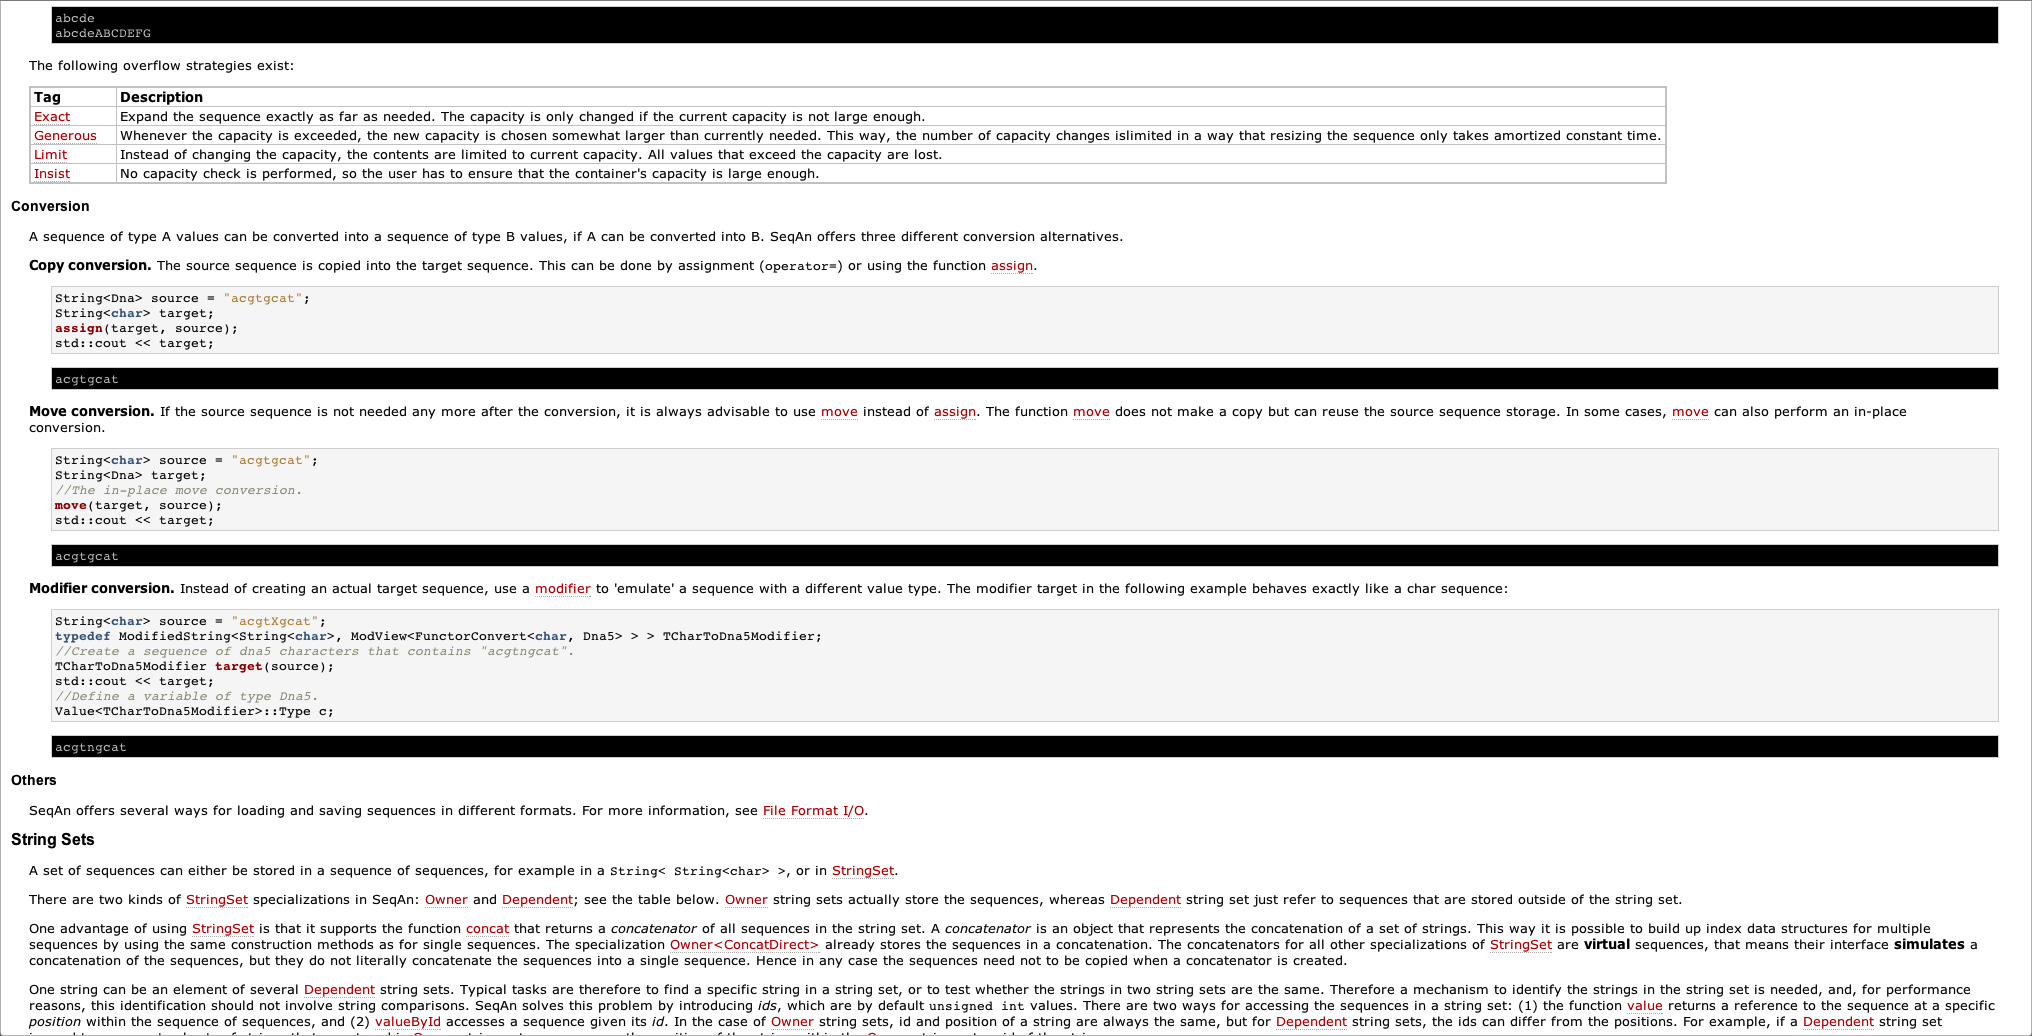 abcde
abcdeABCDEFG
The following overflow strategies exist:
Tag Description
Exact Expand the sequence exactly as far as needed. The capacity is only changed if the current capacity is not large enough.
Generous Whenever the capacity is exceeded, the new capacity is chosen somewhat larger than currently needed. This way, the number of capacity changes islimited in a way that resizing the sequence only takes amortized constant time.
Limit Instead of changing the capacity, the contents are limited to current capacity. All values that exceed the capacity are lost.
Insist No capacity check is performed, so the user has to ensure that the container's capacity is large enough.
Conversion
A sequence of type A values can be converted into a sequence of type B values, if A can be converted into B. SeqAn offers three different conversion alternatives.
Copy conversion. The source sequence is copied into the target sequence. This can be done by assignment (operator=) or using the function assign.
String<Dna> source = "acgtgcat";
String<char> target;
assign(target, source);
std::cout << target;
acgtgcat
Move conversion. If the source sequence is not needed any more after the conversion, it is always advisable to use move instead of assign. The function move does not make a copy but can reuse the source sequence storage. In some cases, move can also perform an in-place
conversion.
String<char> source = "acgtgcat";
String<Dna> target;
//The in-place move conversion.
move(target, source);
std::cout << target;
acgtgcat
Modifier conversion. Instead of creating an actual target sequence, use a modifier to 'emulate' a sequence with a different value type. The modifier target in the following example behaves exactly like a char sequence:
String<char> source = "acgtXgcat";
typedef ModifiedString<String<char>, ModView<FunctorConvert<char, Dna5> > > TCharToDna5Modifier;
//Create a sequence of dna5 characters that contains "acgtngcat".
TCharToDna5Modifier target(source);
std::cout << target;
//Define a variable of type Dna5.
Value<TCharToDna5Modifier>::Type c;
acgtngcat
Others
SeqAn offers several ways for loading and saving sequences in different formats. For more information, see File Format I/O.
String Sets
A set of sequences can either be stored in a sequence of sequences, for example in a String< String<char> >, or in StringSet.
There are two kinds of StringSet specializations in SeqAn: Owner and Dependent; see the table below. Owner string sets actually store the sequences, whereas Dependent string set just refer to sequences that are stored outside of the string set.
One advantage of using StringSet is that it supports the function concat that returns a concatenator of all sequences in the string set. A concatenator is an object that represents the concatenation of a set of strings. This way it is possible to build up index data structures for multiple
sequences by using the same construction methods as for single sequences. The specialization Owner<ConcatDirect> already stores the sequences in a concatenation. The concatenators for all other specializations of StringSet are virtual sequences, that means their interface simulates a
concatenation of the sequences, but they do not literally concatenate the sequences into a single sequence. Hence in any case the sequences need not to be copied when a concatenator is created.
One string can be an element of several Dependent string sets. Typical tasks are therefore to find a specific string in a string set, or to test whether the strings in two string sets are the same. Therefore a mechanism to identify the strings in the string set is needed, and, for performance
reasons, this identification should not involve string comparisons. SeqAn solves this problem by introducing ids, which are by default unsigned int values. There are two ways for accessing the sequences in a string set: (1) the function value returns a reference to the sequence at a specific
position within the sequence of sequences, and (2) valueById accesses a sequence given its id. In the case of Owner string sets, id and position of a string are always the same, but for Dependent string sets, the ids can differ from the positions. For example, if a Dependent string set